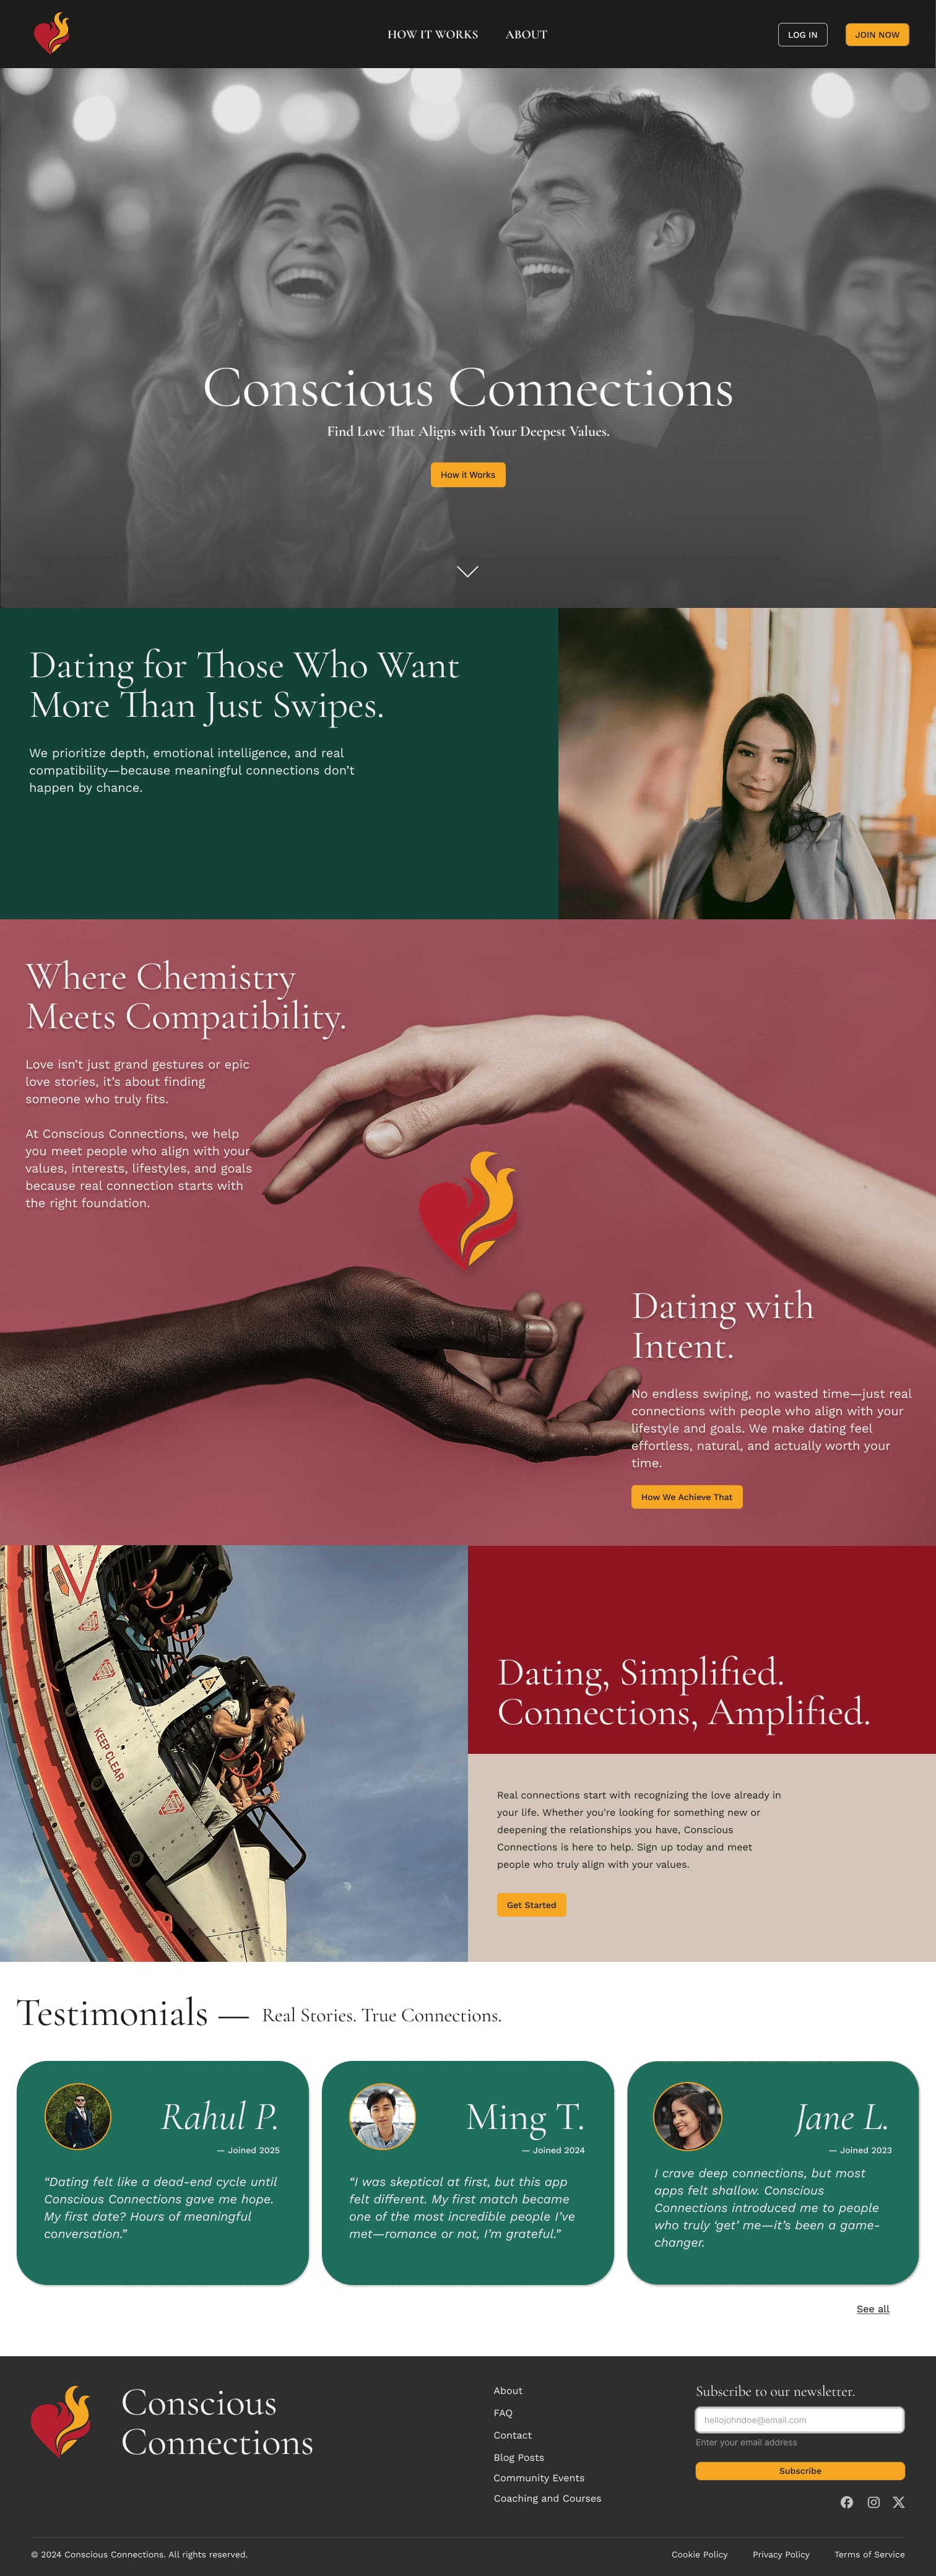 HOW IT WORKS
ABOUT
LOG IN
JOIN NOW
Conscious Connections
Find Love That Aligns with Your Deepest Values.
How it Works
Dating for Those Who Want
More Than Just Swipes.
We prioritize depth, emotional intelligence, and real
compatibility—because meaningful connections don’t
happen by chance.
Where Chemistry
Meets Compatibility.
Love isn’t just grand gestures or epic
love stories, it’s about finding
someone who truly fits.
At Conscious Connections, we help
you meet people who align with your
values, interests, lifestyles, and goals
because real connection starts with
the right foundation.
Dating with
Intent.
No endless swiping, no wasted time—just real
connections with people who align with your
lifestyle and goals. We make dating feel
effortless, natural, and actually worth your
time.
How We Achieve That
KEEP CLEAR
Dating, Simplified.
Connections, Amplified.
Real connections start with recognizing the love already in
your life. Whether you're looking for something new or
deepening the relationships you have, Conscious
Connections is here to help. Sign up today and meet
people who truly align with your values.
Get Started
Testimonials — Real Stories. True Connections.
Rahul P.
— Joined 2025
“Dating felt like a dead-end cycle until
Conscious Connections gave me hope.
My first date? Hours of meaningful
conversation.”
Ming T.
— Joined 2024
“I was skeptical at first, but this app
felt different. My first match became
one of the most incredible people I’ve
met—romance or not, I’m grateful.”
Jane L.
— Joined 2023
I crave deep connections, but most
apps felt shallow. Conscious
Connections introduced me to people
who truly ‘get’ me—it’s been a game-
changer.
See all
Conscious
Connections
About
FAQ
Contact
Blog Posts
Community Events
Coaching and Courses
Subscribe to our newsletter.
hellojohndoe@email.com
Enter your email address
Subscribe
© 2024 Conscious Connections. All rights reserved.
Cookie Policy
Privacy Policy
Terms of Service